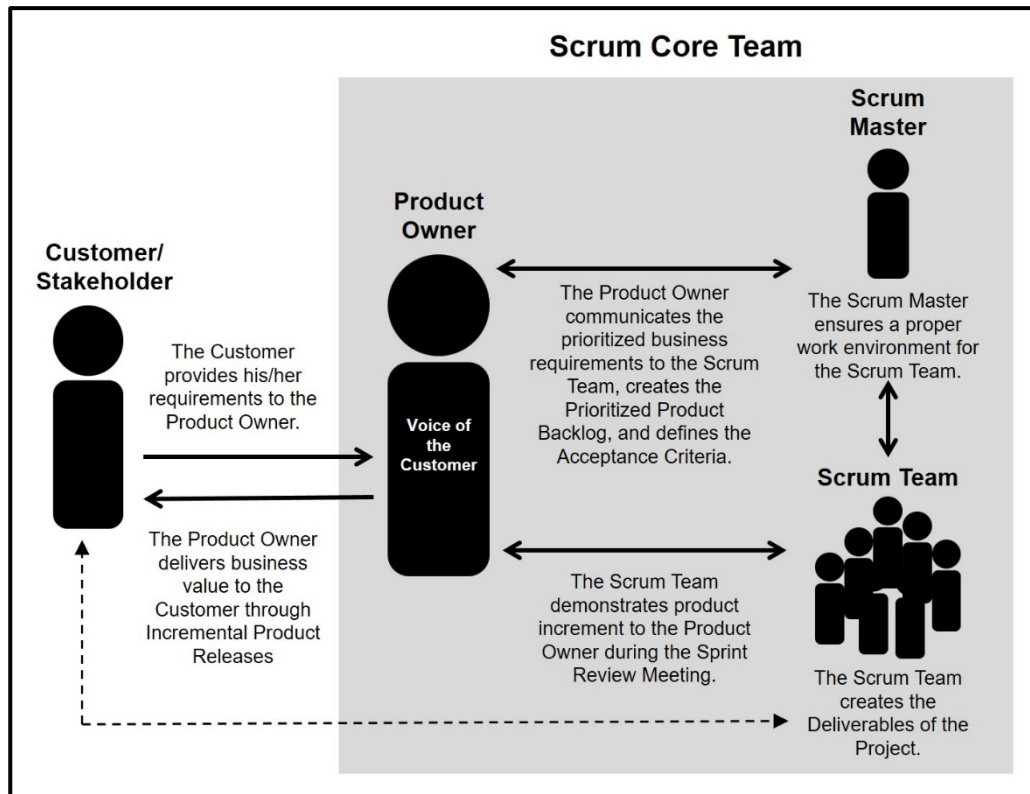 Scrum Core Team
Scrum
Master
Product
Owner
Customer/
Stakeholder
The Customer
provides his/her
requirements to the
Product Owner.
Voice of
the
Customer
The Product Owner
communicates the
prioritized business
requirements to the Scrum
Team, creates the
Prioritized Product
Backlog, and defines the
Acceptance Criteria.
The Scrum Master
ensures a proper
work environment for
the Scrum Team.
Scrum Team
The Product Owner
delivers business
value to the
Customer through
Incremental Product
Releases
The Scrum Team
demonstrates product
increment to the Product
Owner during the Sprint
Review Meeting.
The Scrum Team
creates the
Deliverables of the
Project.